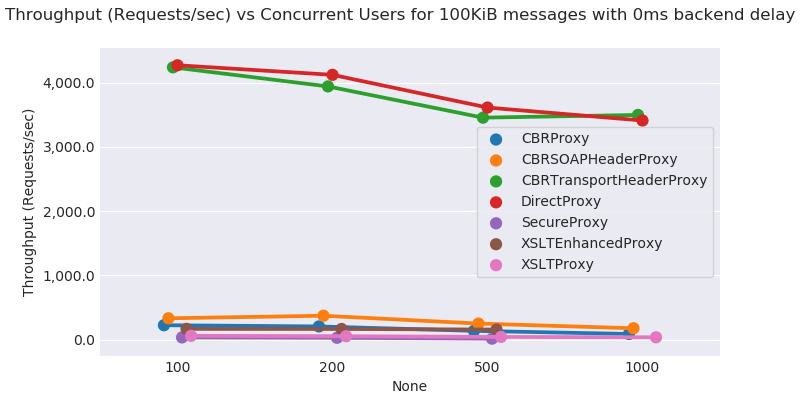 Throughput (Requests/sec) vs Concurrent Users for 100KiB messages with 0ms backend delay
Throughput (Requests/sec)
4,000.0
3,000.0
2,000.0
1,000.0
0.0
CBRProxy
CBRSOAPHeaderProxy
CBRTransportHeaderProxy
DirectProxy
SecureProxy
XSLTEnhancedProxy
XSLTProxy
100
200
500
1000
None